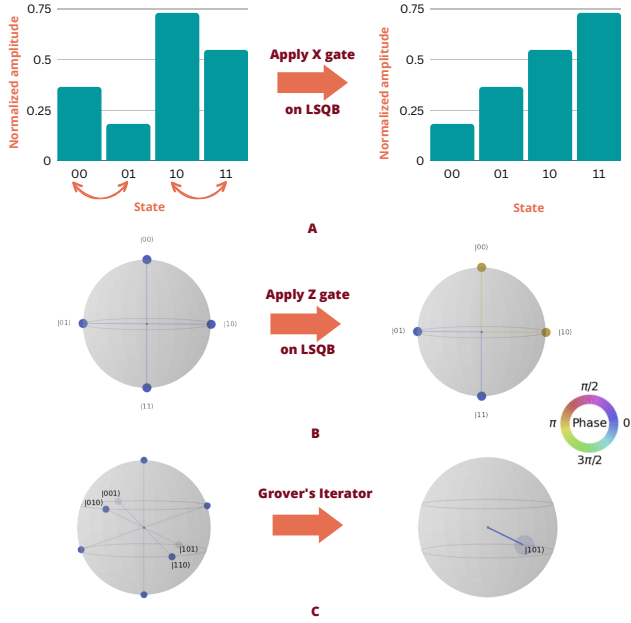 Normalized amplitude
0.75
0.5
0.25
0
00
01
10
11
State
Apply X gate
on LSQB
Normalized amplitude
0.75
0.5
0.25
0
00
01
10
11
State
A
|00⟩
|01⟩
|10⟩
|11⟩
Apply Z gate
on LSQB
|00⟩
|01⟩
|10⟩
|11⟩
B
π/2
π
Phase
0
3π/2
|001⟩
|010⟩
|101⟩
|110⟩
Grover's Iterator
|101⟩
C